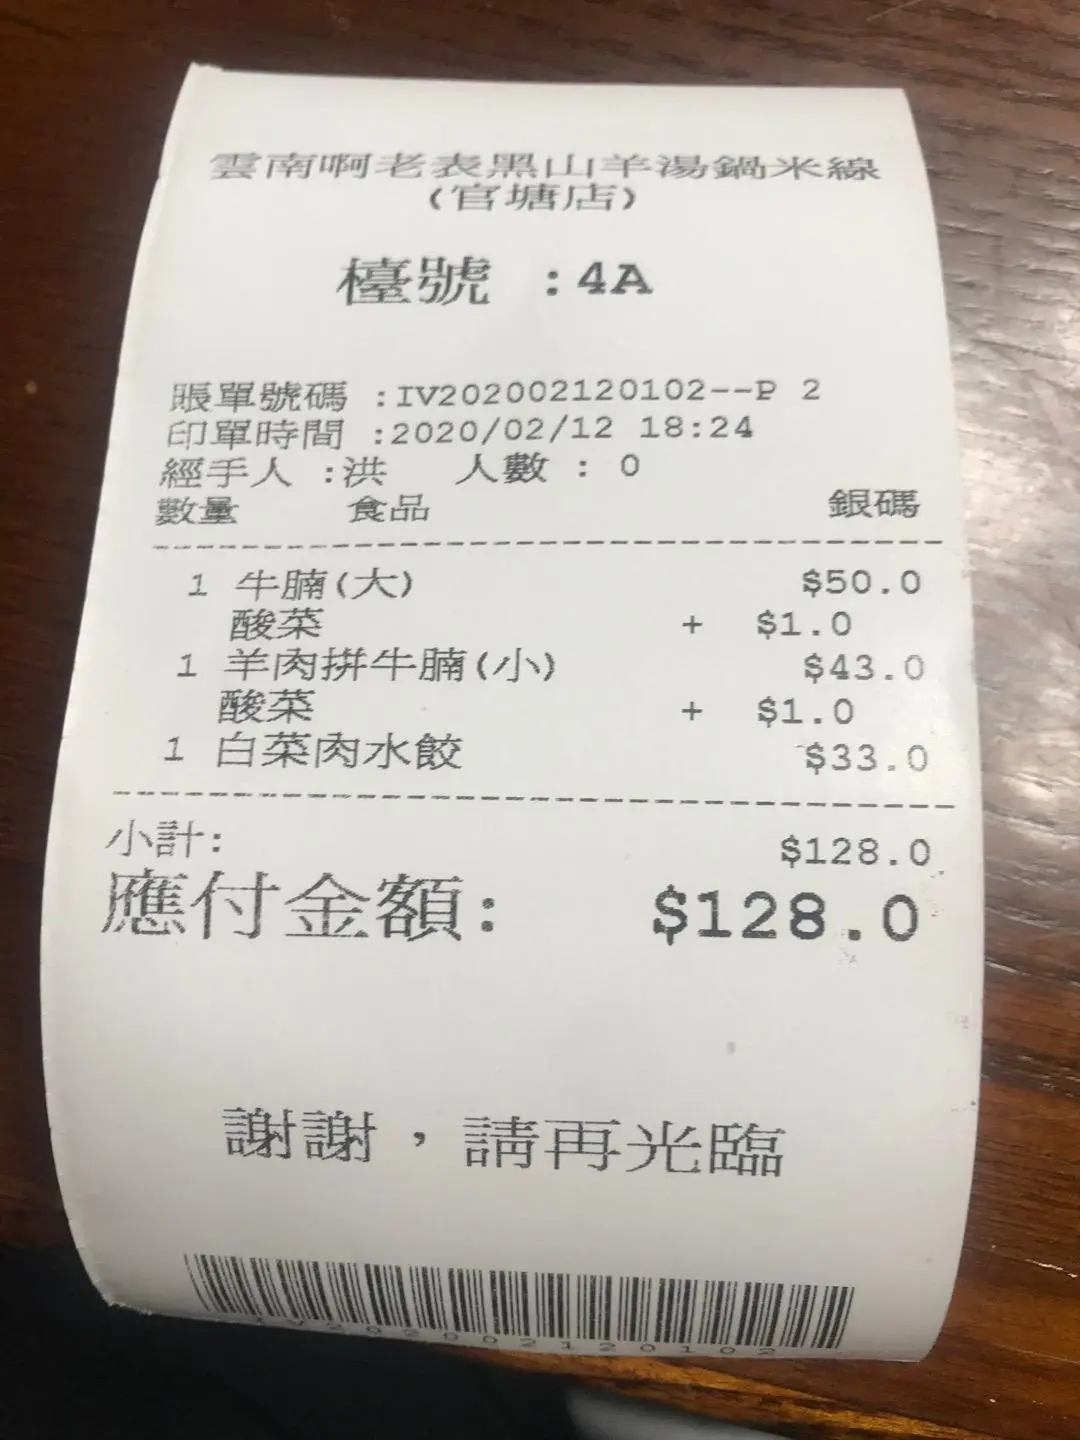 雲南啊老表黑山羊湯鍋米線
(官塘店)
檯號 :4A
賬單號碼 :IV202002120102--P 2
印單時間 :2020/02/12 18:24
經手人 :洪 人數 : 0
數量 食品 銀碼
1 牛腩(大) $50.0
酸菜 + $1.0
1 羊肉拼牛腩(小) $43.0
酸菜 + $1.0
1 白菜肉水餃 $33.0
小計: $128.0
應付金額: $128.0
謝謝，請再光臨
IV202002120102